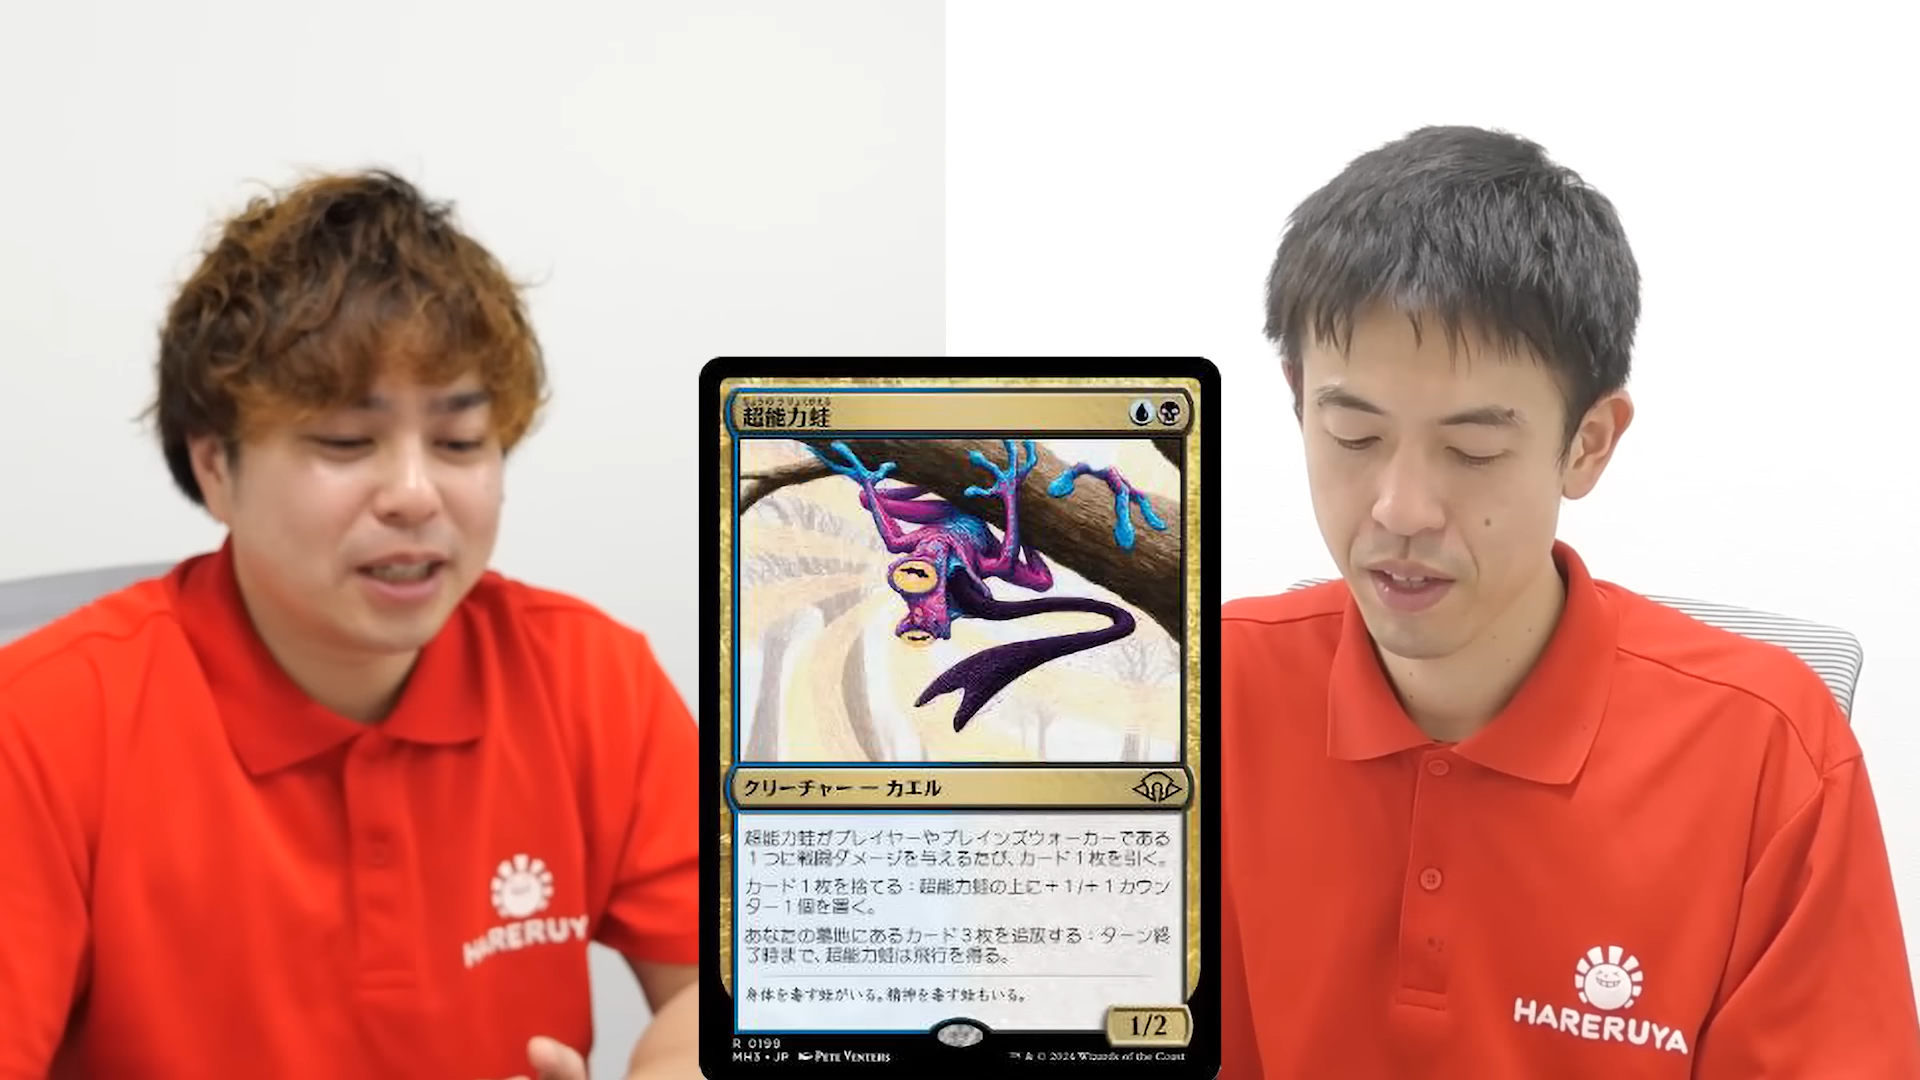 超能力蛙
クリーチャー — カエル
超能力蛙がプレイヤーやプレインズウォーカーである
1つに戦闘ダメージを与えるたび、カード1枚を引く。
カード1枚を捨てる：超能力蛙の上に+1/+1カウン
ター1個を置く。
あなたの墓地にあるカード3枚を追放する：ターン終
了時まで、超能力蛙は飛行を得る。
身体を毒す蛙がいる。精神を毒す蛙もいる。
1/2
R 0199
MH3 • JP PETE VENTERS
™ & © 2024 Wizards of the Coast
HARERUYA
HARERUYA